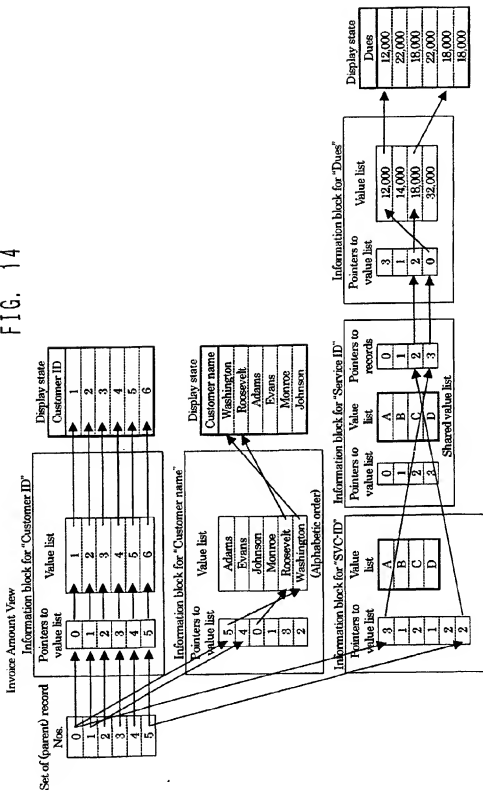 FIG. 14
Invoice Amount View
Set of (parent) record
Nos.
0
1
2
3
4
5
Information block for "Customer ID"
Pointers to
value list
0
1
2
3
4
5
Value list
1
2
3
4
5
6
Display state
Customer ID
1
2
3
4
5
6
Information block for "Customer name"
Pointers to
value list
5
4
0
1
3
2
Value list
Adams
Evans
Johnson
Monroe
Roosevelt
Washington
(Alphabetic order)
Display state
Customer name
Washington
Roosevelt
Adams
Evans
Monroe
Johnson
Information block for "SVC-ID"
Pointers to
value list
3
1
2
1
2
2
Value
list
A
B
C
D
Information block for "Service ID"
Pointers to
value list
0
1
2
3
Value
list
A
B
C
D
Shared value list
Pointers to
records
0
1
2
3
Information block for "Dues"
Pointers to
value list
3
1
2
0
Value list
12,000
14,000
18,000
32,000
Display state
Dues
12,000
22,000
18,000
22,000
18,000
18,000